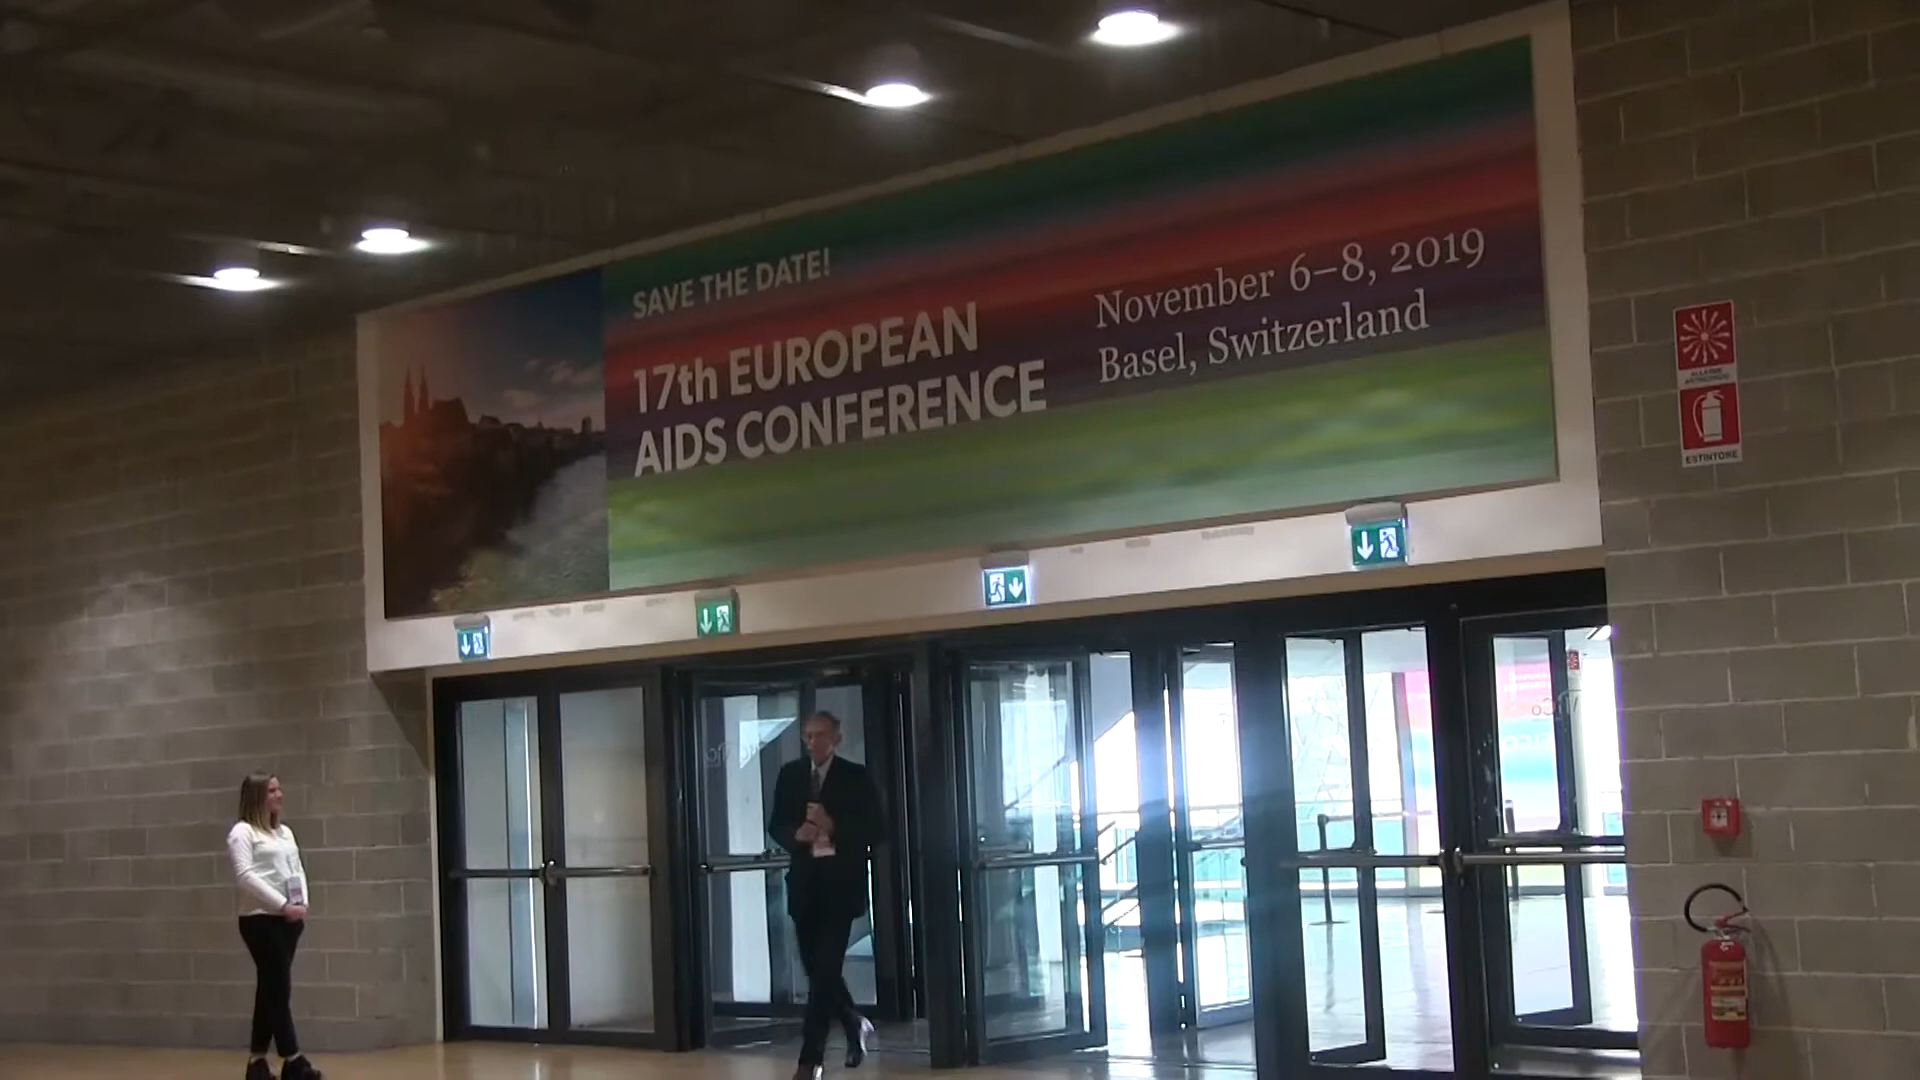 SAVE THE DATE!
17th EUROPEAN
AIDS CONFERENCE
November 6–8, 2019
Basel, Switzerland
ESTINTORE